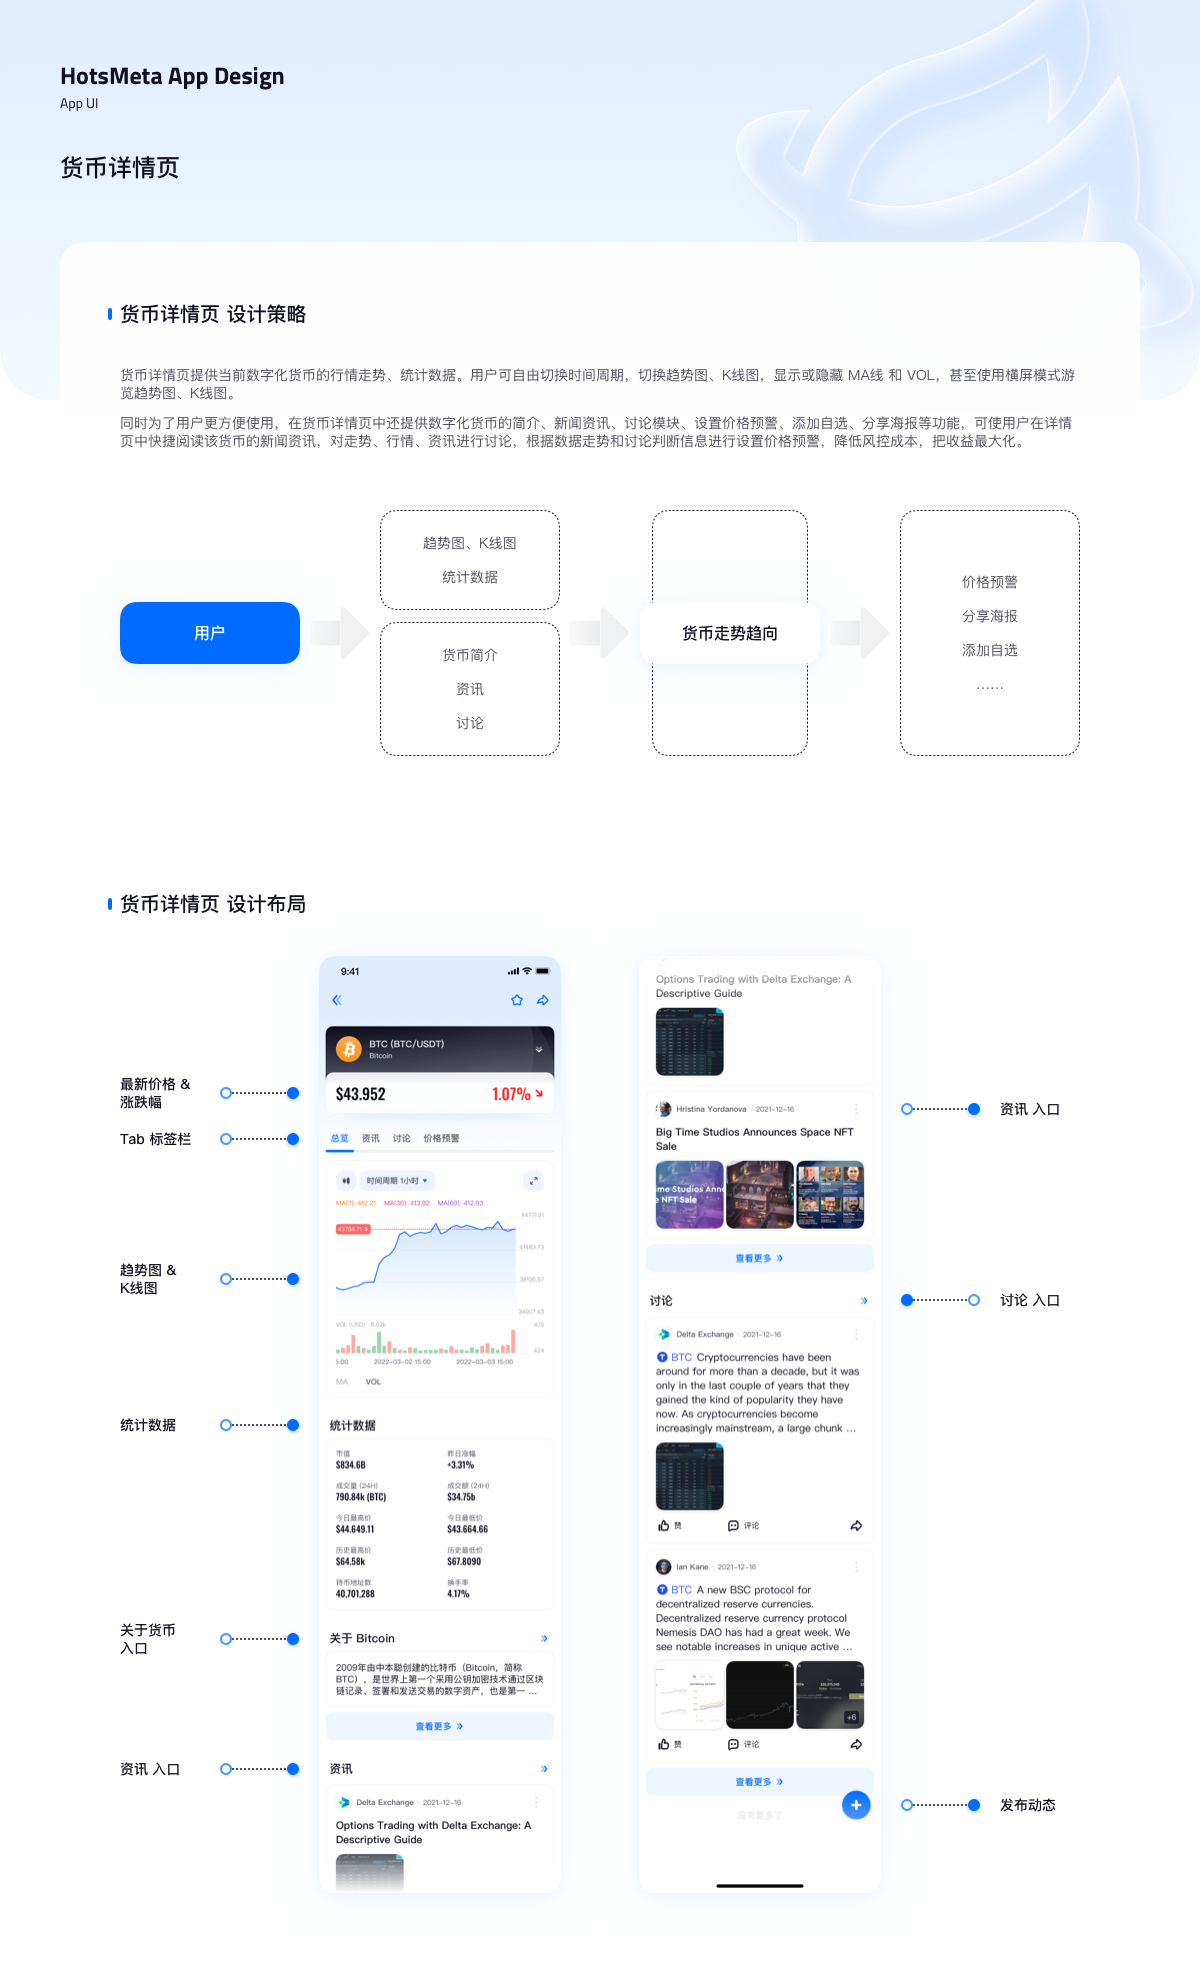 HotsMeta App Design
App UI
货币详情页
货币详情页 设计策略
货币详情页提供当前数字化货币的行情走势、统计数据。用户可自由切换时间周期，切换趋势图、K线图，显示或隐藏 MA线 和 VOL，甚至使用横屏模式游
览趋势图、K线图。
同时为了用户更方便使用，在货币详情页中还提供数字化货币的简介、新闻资讯、讨论模块、设置价格预警、添加自选、分享海报等功能，可使用户在详情
页中快捷阅读该货币的新闻资讯，对走势、行情、资讯进行讨论，根据数据走势和讨论判断信息进行设置价格预警，降低风控成本，把收益最大化。
用户
趋势图、K线图
统计数据
货币简介
资讯
讨论
货币走势趋向
价格预警
分享海报
添加自选
……
货币详情页 设计布局
最新价格 &
涨跌幅
Tab 标签栏
趋势图 &
K线图
统计数据
关于货币
入口
资讯 入口
9:41
BTC (BTC/USDT)
Bitcoin
$43.952
1.07%
总览 资讯 讨论 价格预警
时间周期 1小时
MA(7): 412.21 MA(30): 413.92 MA(60): 412.93
44771.91
43764.71
41483.73
38195.57
34907.43
VOL (USD): 5.02k
409
424
5:00 2022-03-02 15:00 2022-03-03 15:00
MA VOL
统计数据
市值 昨日涨幅
$834.6B +3.31%
成交量 (24H) 成交额 (24H)
790.84k (BTC) $34.75b
今日最高价 今日最低价
$44.649.11 $43.664.66
历史最高价 历史最低价
$64.58k $67.8090
持币地址数 换手率
40,701,288 4.17%
关于 Bitcoin
2009年由中本聪创建的比特币（Bitcoin，简称
BTC），是世界上第一个采用公钥加密技术通过区块
链记录、签署和发送交易的数字资产，也是第一 ...
查看更多
资讯
Delta Exchange · 2021-12-16
Options Trading with Delta Exchange: A
Descriptive Guide
Options Trading with Delta Exchange: A
Descriptive Guide
Hristina Yordanova · 2021-12-16
Big Time Studios Announces Space NFT
Sale
me Studios Ann
e NFT Sale
查看更多
讨论
Delta Exchange · 2021-12-16
BTC Cryptocurrencies have been
around for more than a decade, but it was
only in the last couple of years that they
gained the kind of popularity they have
now. As cryptocurrencies become
increasingly mainstream, a large chunk ...
赞 评论
Ian Kane · 2021-12-16
BTC A new BSC protocol for
decentralized reserve currencies.
Decentralized reserve currency protocol
Nemesis DAO has had a great week. We
see notable increases in unique active ...
+6
赞 评论
查看更多
没有更多了
资讯 入口
讨论 入口
发布动态